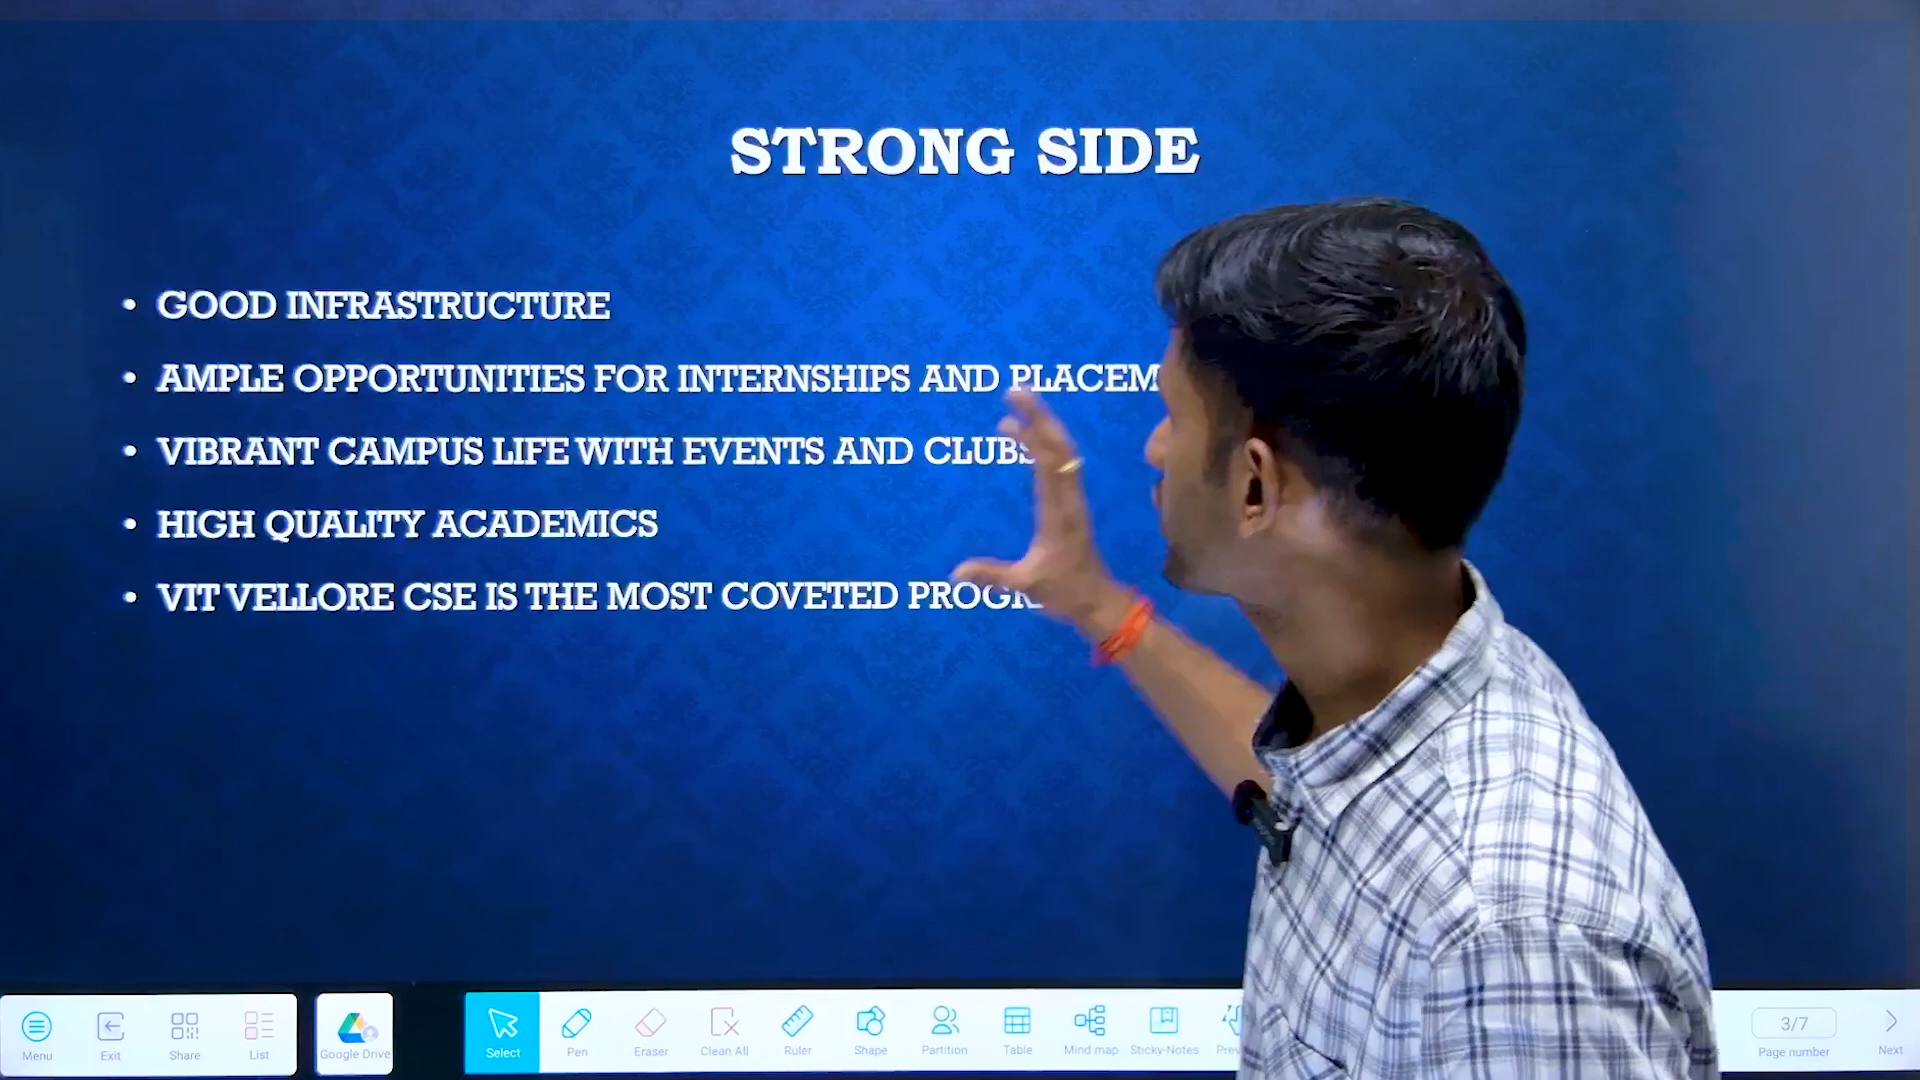 STRONG SIDE
• GOOD INFRASTRUCTURE
• AMPLE OPPORTUNITIES FOR INTERNSHIPS AND
• VIBRANT CAMPUS LIFE WITH EVENTS AND CLUBS
• HIGH QUALITY ACADEMICS
• VIT VELLORE CSE IS THE MOST COVETED
Menu Exit Share List Google Drive Select Pen Eraser Clean All Ruler Shape Partition Table Mind map Sticky-Notes
3/7
Page number Next